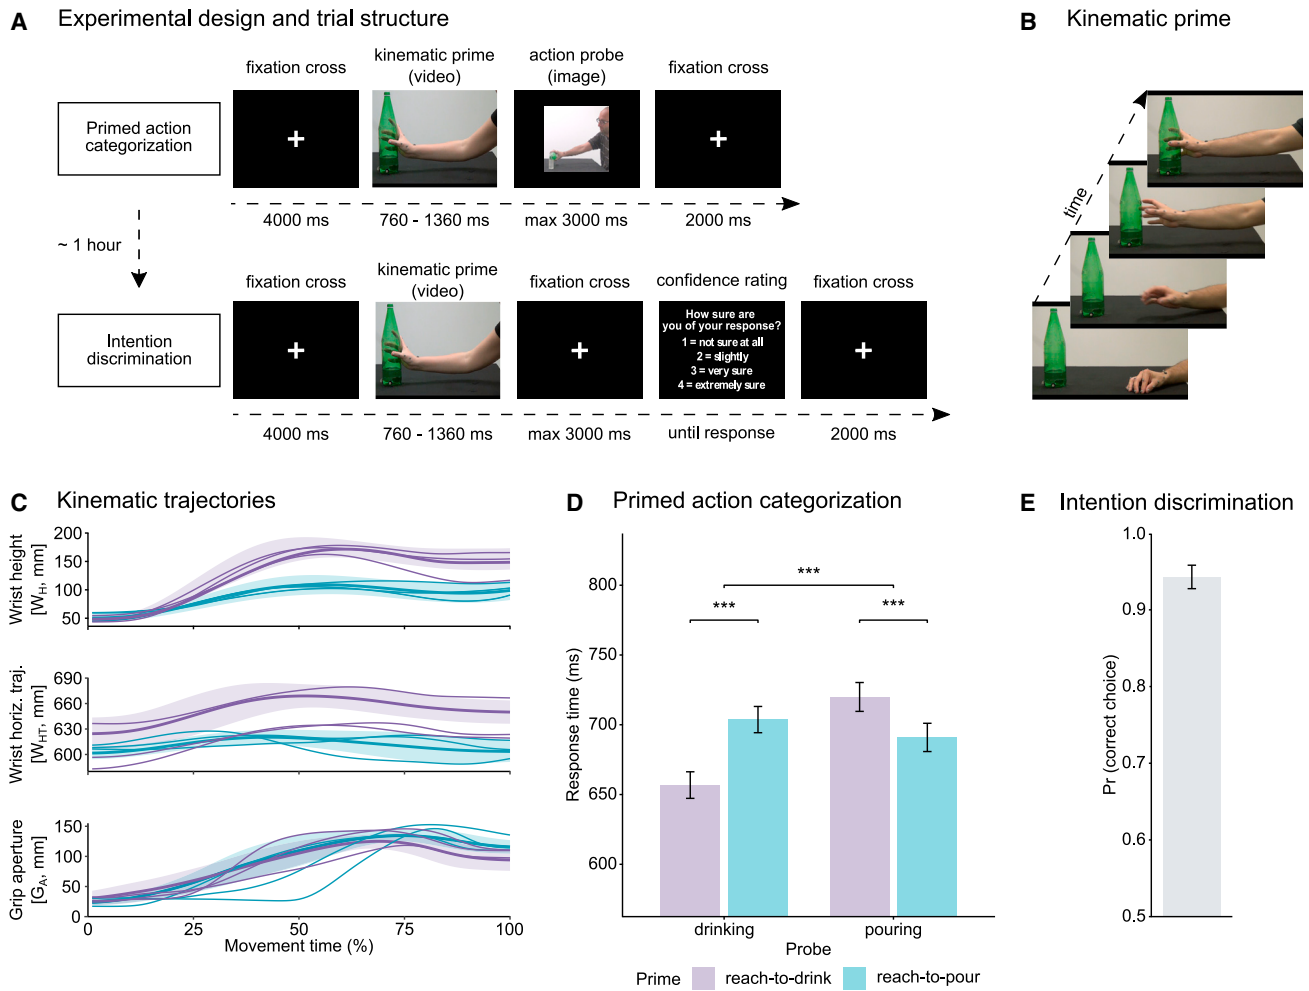 A Experimental design and trial structure
Primed action
categorization
fixation cross
kinematic prime
(video)
action probe
(image)
fixation cross
4000 ms
760 - 1360 ms
max 3000 ms
2000 ms
~ 1 hour
Intention
discrimination
fixation cross
kinematic prime
(video)
fixation cross
confidence rating
How sure are
you of your response?
1 = not sure at all
2 = slightly
3 = very sure
4 = extremely sure
fixation cross
4000 ms
760 - 1360 ms
max 3000 ms
until response
2000 ms
B Kinematic prime
time
C Kinematic trajectories
Wrist height
[W_H, mm]
200
150
100
50
Wrist horiz. traj.
[W_HT, mm]
690
660
630
600
Grip aperture
[G_A, mm]
150
100
50
0
0 25 50 75 100
Movement time (%)
D Primed action categorization
Response time (ms)
800
750
700
650
600
***
*** ***
drinking pouring
Probe
Prime reach-to-drink reach-to-pour
E Intention discrimination
Pr (correct choice)
1.0
0.9
0.8
0.7
0.6
0.5